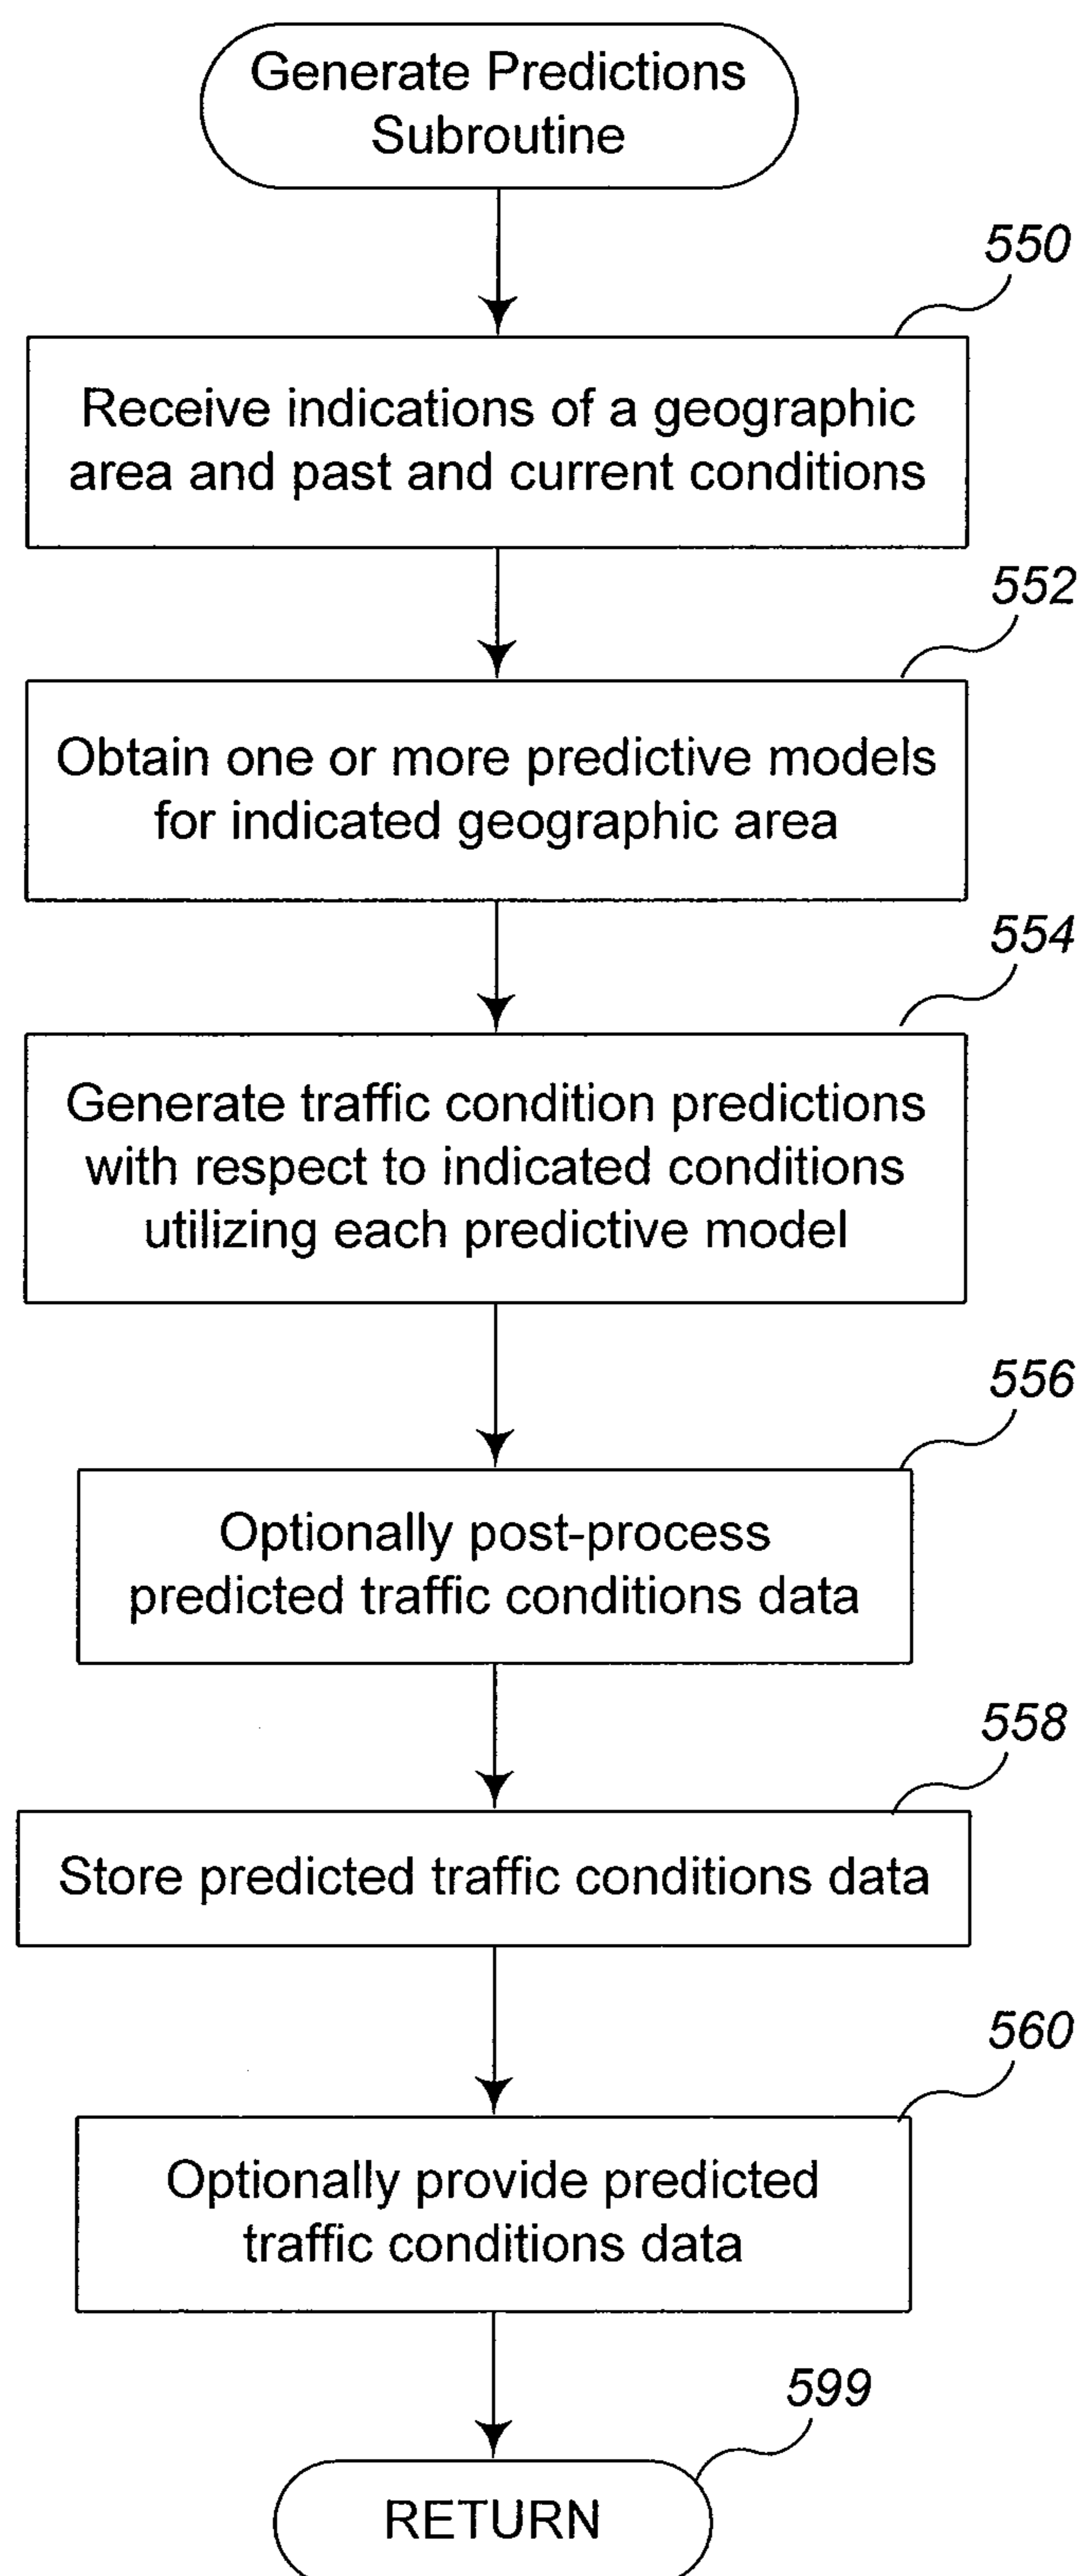 Generate Predictions
Subroutine
550
Receive indications of a geographic
area and past and current conditions
552
Obtain one or more predictive models
for indicated geographic area
554
Generate traffic condition predictions
with respect to indicated conditions
utilizing each predictive model
556
Optionally post-process
predicted traffic conditions data
558
Store predicted traffic conditions data
560
Optionally provide predicted
traffic conditions data
599
RETURN